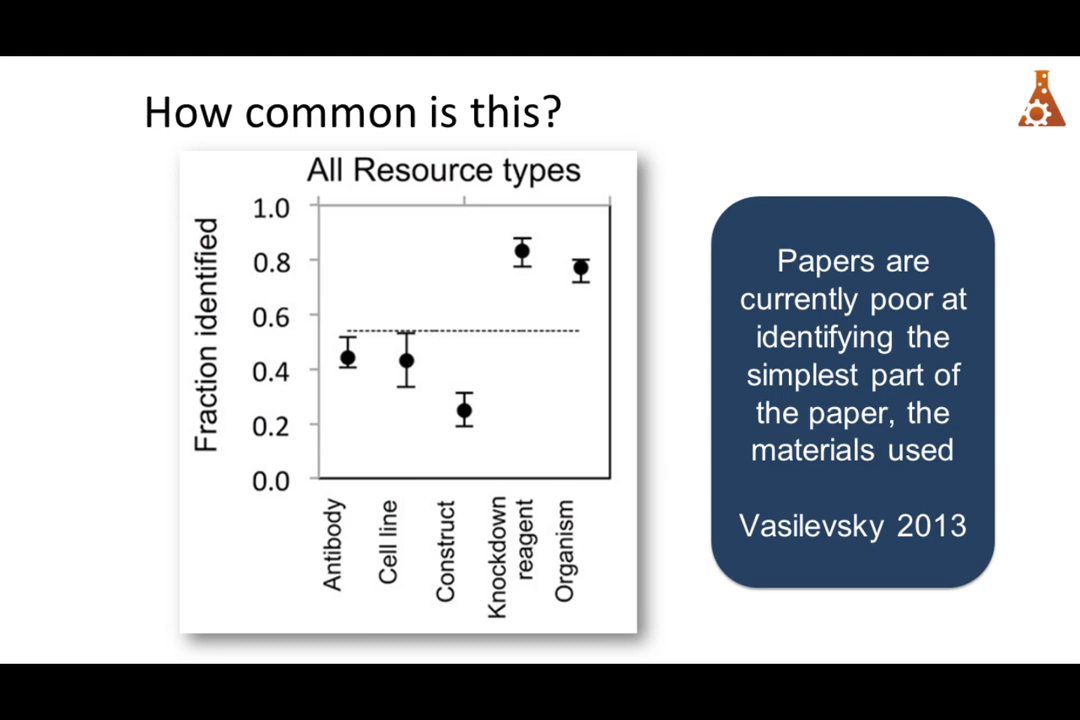 How common is this?
All Resource types
Fraction identified
1.0
0.8
0.6
0.4
0.2
0.0
Antibody
Cell line
Construct
Knockdown
reagent
Organism
Papers are
currently poor at
identifying the
simplest part of
the paper, the
materials used
Vasilevsky 2013